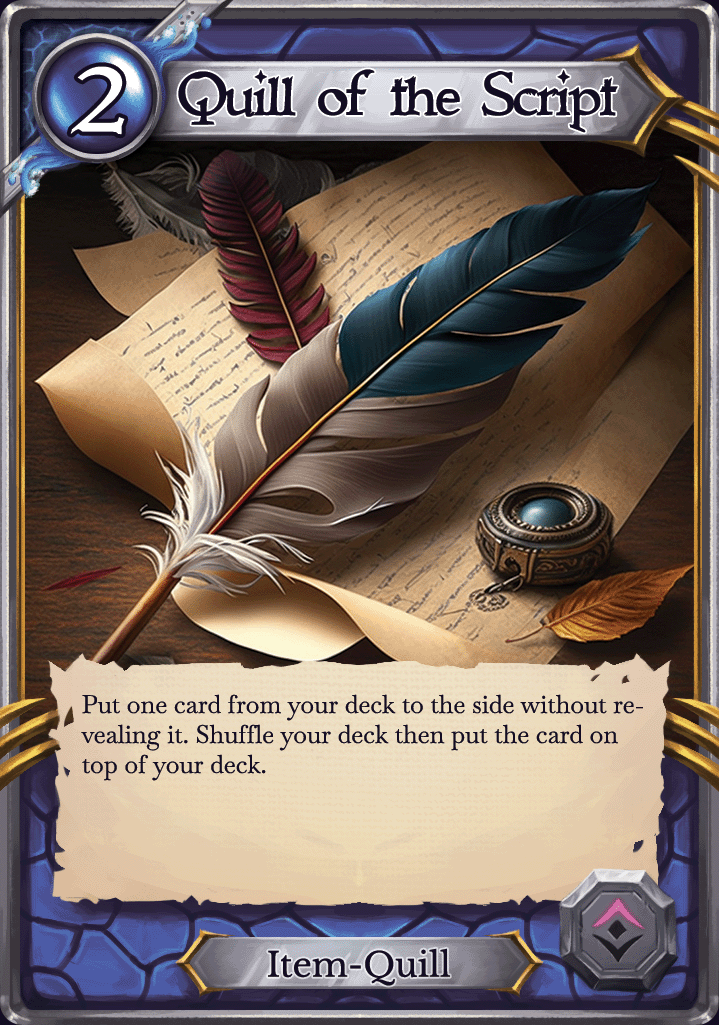 2
Quill of the Script
Put one card from your deck to the side without re-
vealing it. Shuffle your deck then put the card on
top of your deck.
Item-Quill